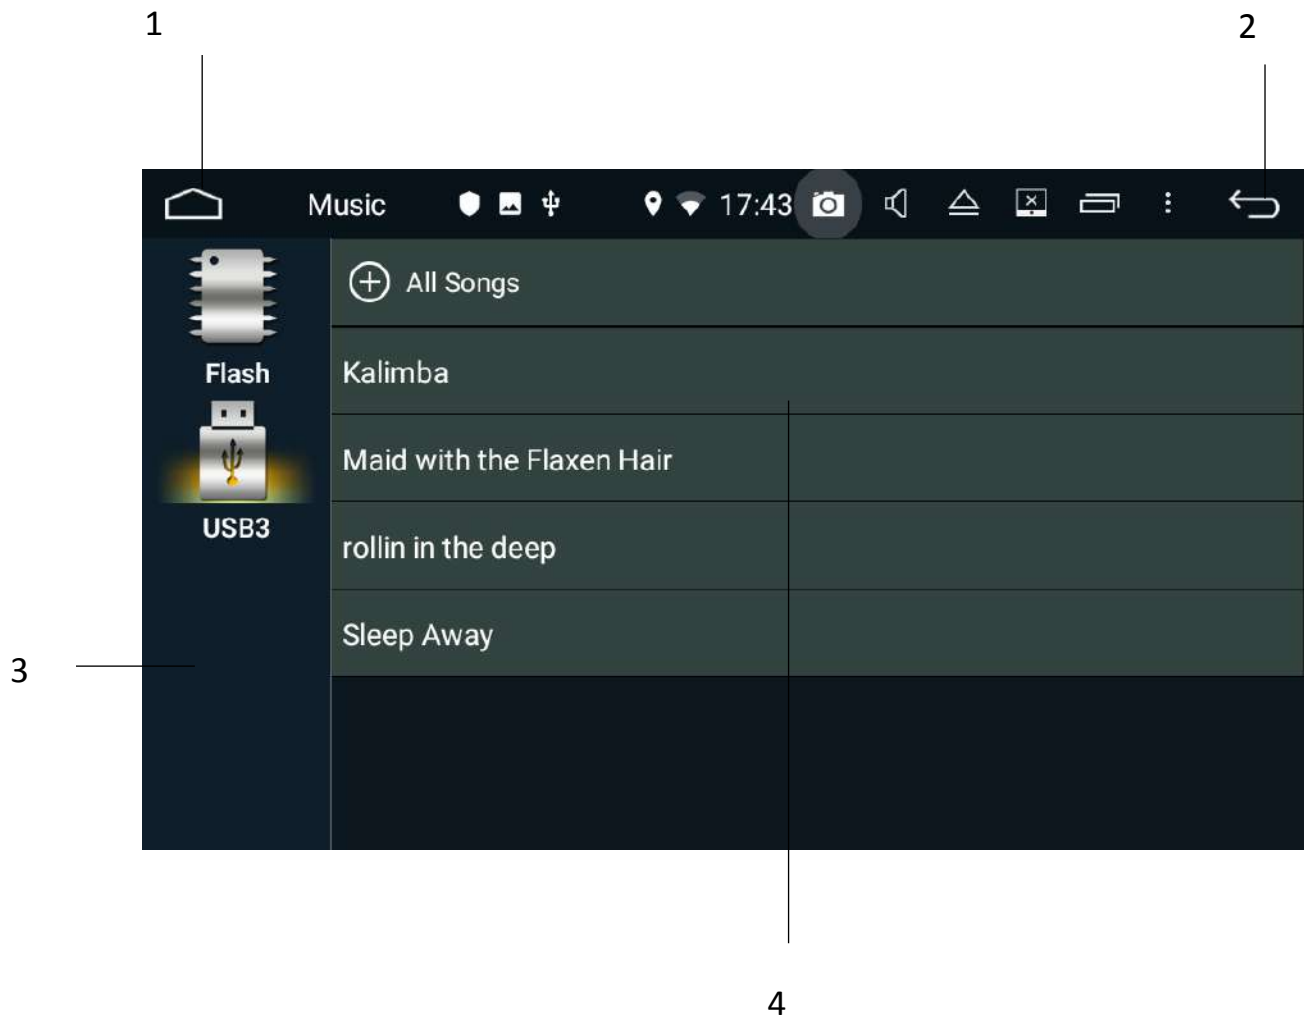 1
2
Music 17:43
All Songs
Flash
Kalimba
Maid with the Flaxen Hair
USB3
rollin in the deep
Sleep Away
3
4